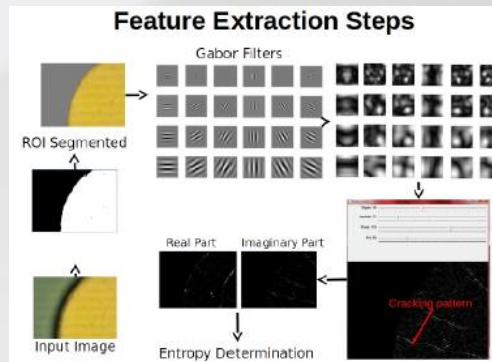 Feature Extraction Steps
Gabor Filters
ROI Segmented
Real Part
Imaginary Part
Cracking pattern
Input Image
Entropy Determination